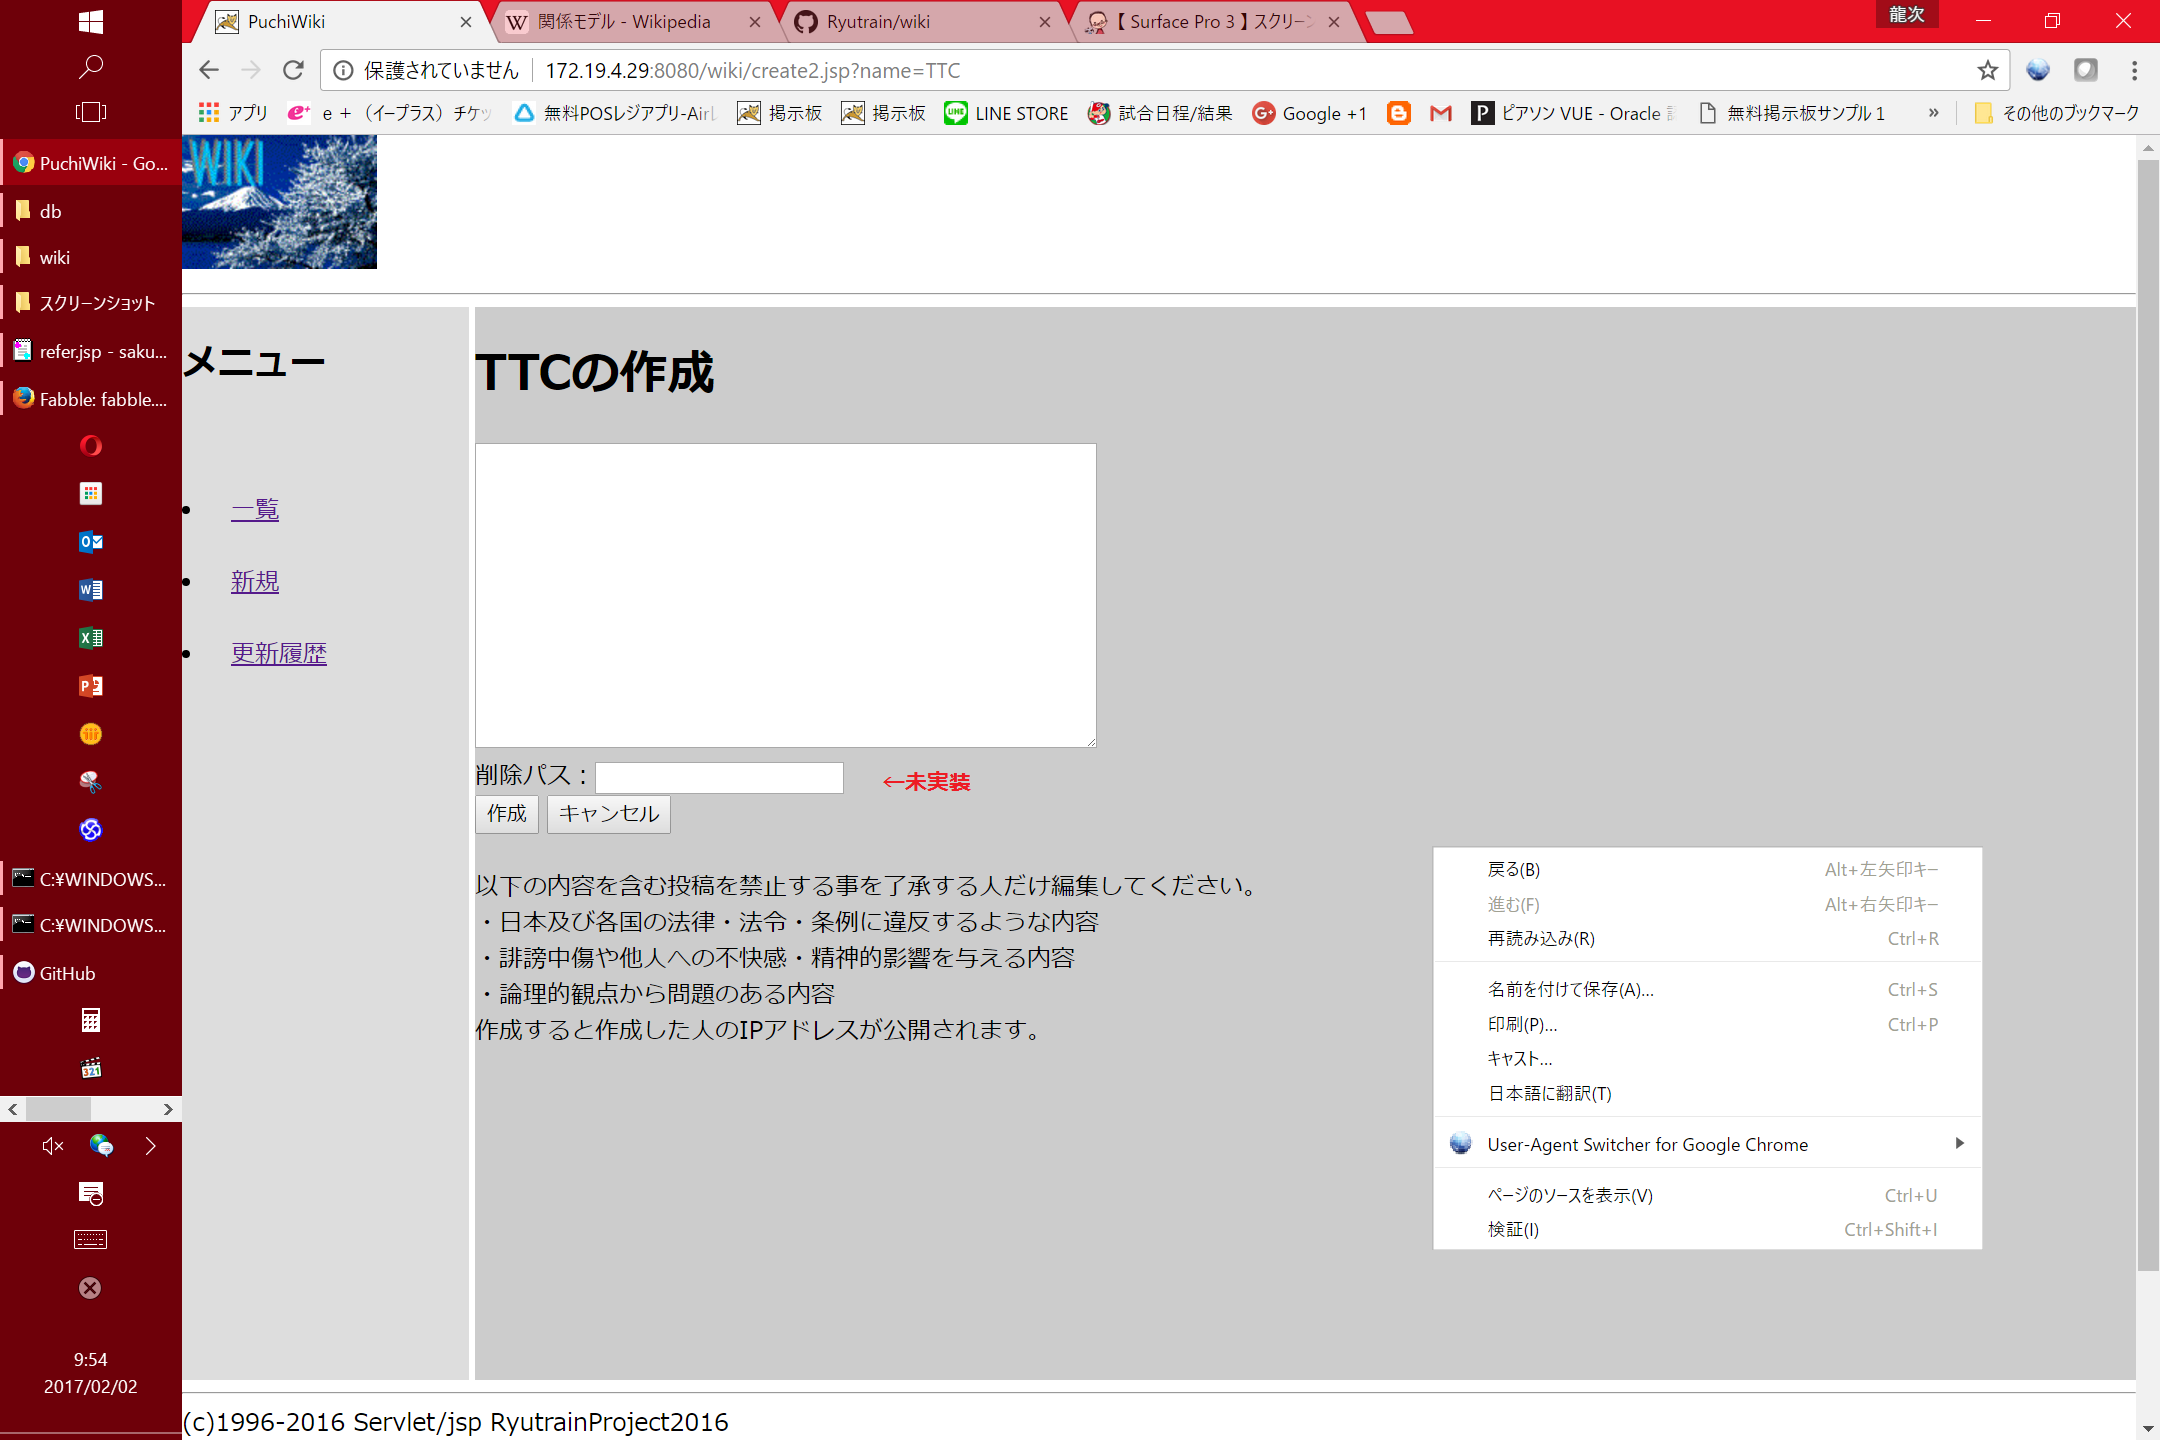 PuchiWiki
関係モデル - Wikipedia
Ryutrain/wiki
【 Surface Pro 3 】 スクリーン
龍次
保護されていません
172.19.4.29:8080/wiki/create2.jsp?name=TTC
アプリ
e + （イープラス）チケッ
無料POSレジアプリ-Airレ
掲示板
掲示板
LINE STORE
試合日程/結果
Google +1
ピアソン VUE - Oracle
無料掲示板サンプル 1
»
その他のブックマーク
PuchiWiki - Go...
db
wiki
スクリーンショット
refer.jsp - saku...
Fabble: fabble....
C:¥WINDOWS...
C:¥WINDOWS...
GitHub
9:54
2017/02/02
WIKI
メニュー
一覧
新規
更新履歴
TTCの作成
削除パス：
←未実装
作成
キャンセル
以下の内容を含む投稿を禁止する事を了承する人だけ編集してください。
・日本及び各国の法律・法令・条例に違反するような内容
・誹謗中傷や他人への不快感・精神的影響を与える内容
・論理的観点から問題のある内容
作成すると作成した人のIPアドレスが公開されます。
戻る(B) Alt+左矢印キー
進む(F) Alt+右矢印キー
再読み込み(R) Ctrl+R
名前を付けて保存(A)... Ctrl+S
印刷(P)... Ctrl+P
キャスト...
日本語に翻訳(T)
User-Agent Switcher for Google Chrome
ページのソースを表示(V) Ctrl+U
検証(I) Ctrl+Shift+I
(c)1996-2016 Servlet/jsp RyutrainProject2016